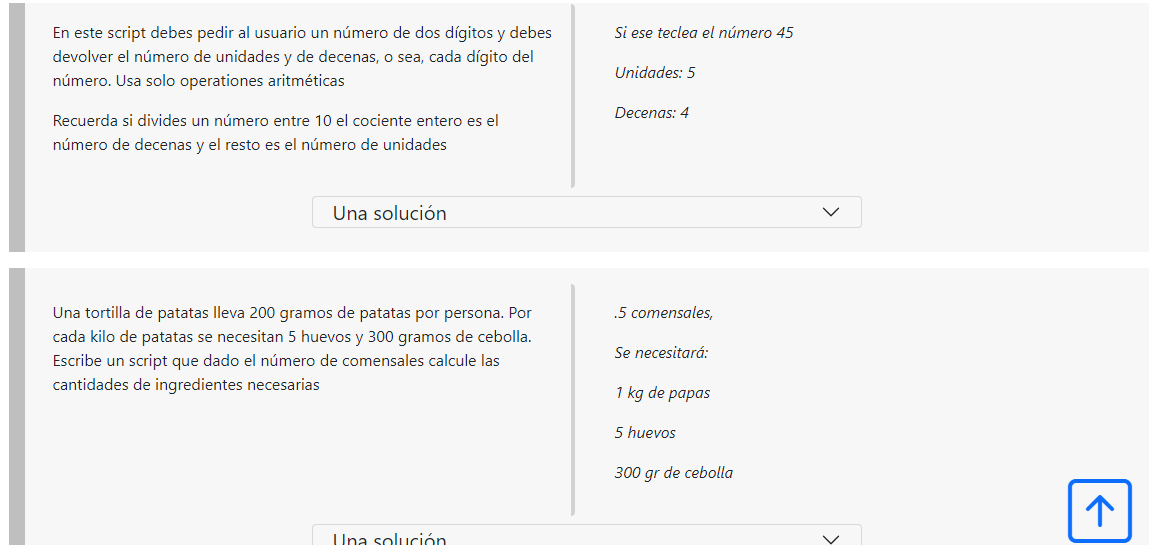 En este script debes pedir al usuario un número de dos dígitos y debes
devolver el número de unidades y de decenas, o sea, cada dígito del
número. Usa solo operationes aritméticas
Recuerda si divides un número entre 10 el cociente entero es el
número de decenas y el resto es el número de unidades
Si ese teclea el número 45
Unidades: 5
Decenas: 4
Una solución
Una tortilla de patatas lleva 200 gramos de patatas por persona. Por
cada kilo de patatas se necesitan 5 huevos y 300 gramos de cebolla.
Escribe un script que dado el número de comensales calcule las
cantidades de ingredientes necesarias
.5 comensales,
Se necesitará:
1 kg de papas
5 huevos
300 gr de cebolla
Una solución